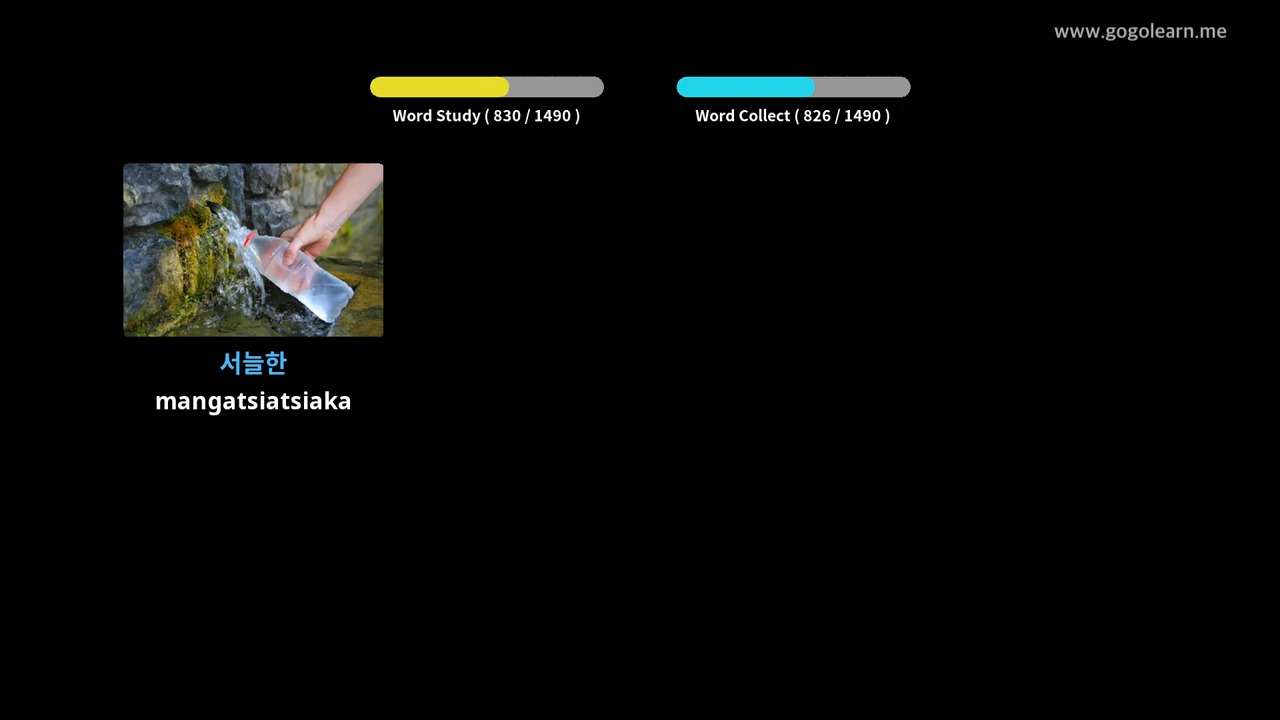 www.gogolearn.me
Word Study ( 830 / 1490 )
Word Collect ( 826 / 1490 )
서늘한
mangatsiatsiaka